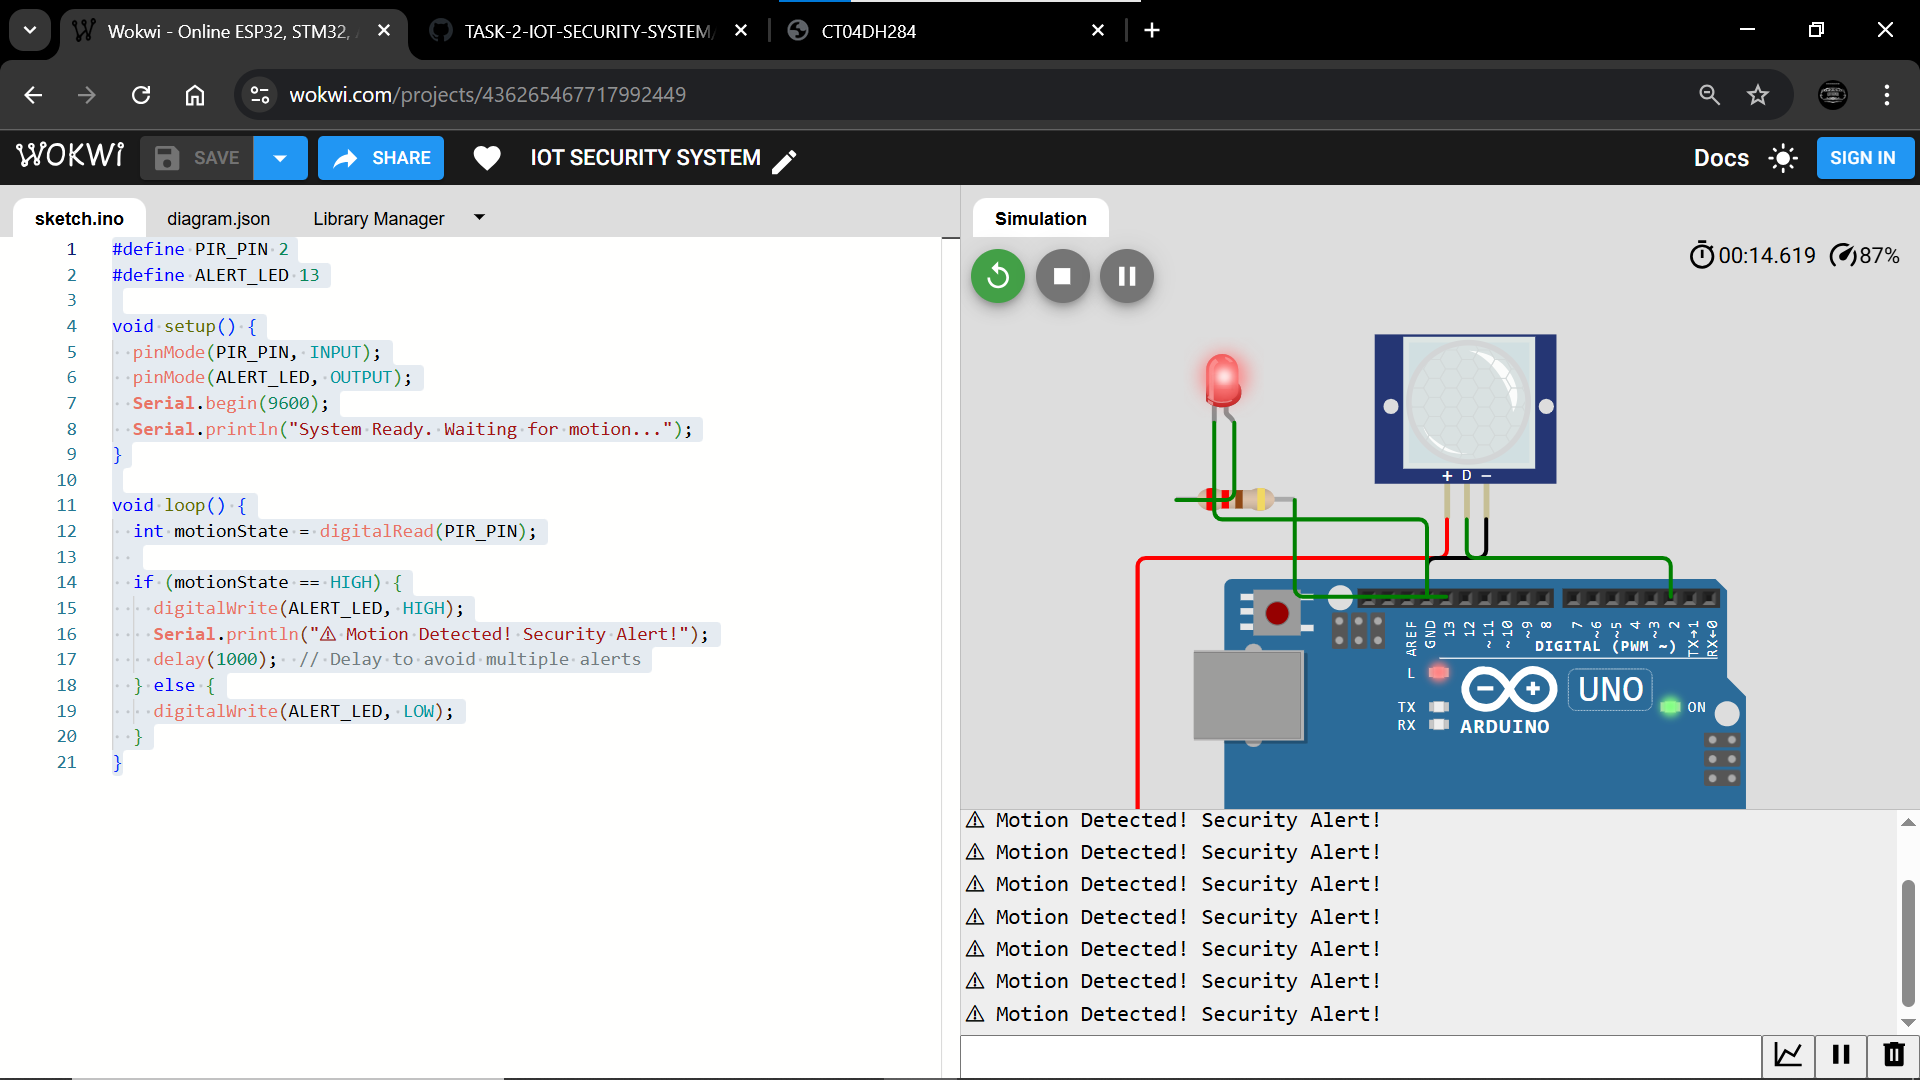 Wokwi - Online ESP32, STM32,
TASK-2-IOT-SECURITY-SYSTEM/
CT04DH284
wokwi.com/projects/436265467717992449
WOKWi
SAVE
SHARE
IOT SECURITY SYSTEM
Docs
SIGN IN
sketch.ino
diagram.json
Library Manager
Simulation
00:14.619
87%
1 #define PIR_PIN 2
2 #define ALERT_LED 13
3
4 void setup() {
5 pinMode(PIR_PIN, INPUT);
6 pinMode(ALERT_LED, OUTPUT);
7 Serial.begin(9600);
8 Serial.println("System Ready. Waiting for motion...");
9 }
10
11 void loop() {
12 int motionState = digitalRead(PIR_PIN);
13
14 if (motionState == HIGH) {
15 digitalWrite(ALERT_LED, HIGH);
16 Serial.println("⚠ Motion Detected! Security Alert!");
17 delay(1000); // Delay to avoid multiple alerts
18 } else {
19 digitalWrite(ALERT_LED, LOW);
20 }
21 }
+ D −
AREF
GND
13
12
~11
~10
~9
8
7
~6
~5
4
~3
2
TX→1
RX←0
DIGITAL (PWM ~)
L
TX
RX
UNO
ARDUINO
ON
⚠ Motion Detected! Security Alert!
⚠ Motion Detected! Security Alert!
⚠ Motion Detected! Security Alert!
⚠ Motion Detected! Security Alert!
⚠ Motion Detected! Security Alert!
⚠ Motion Detected! Security Alert!
⚠ Motion Detected! Security Alert!